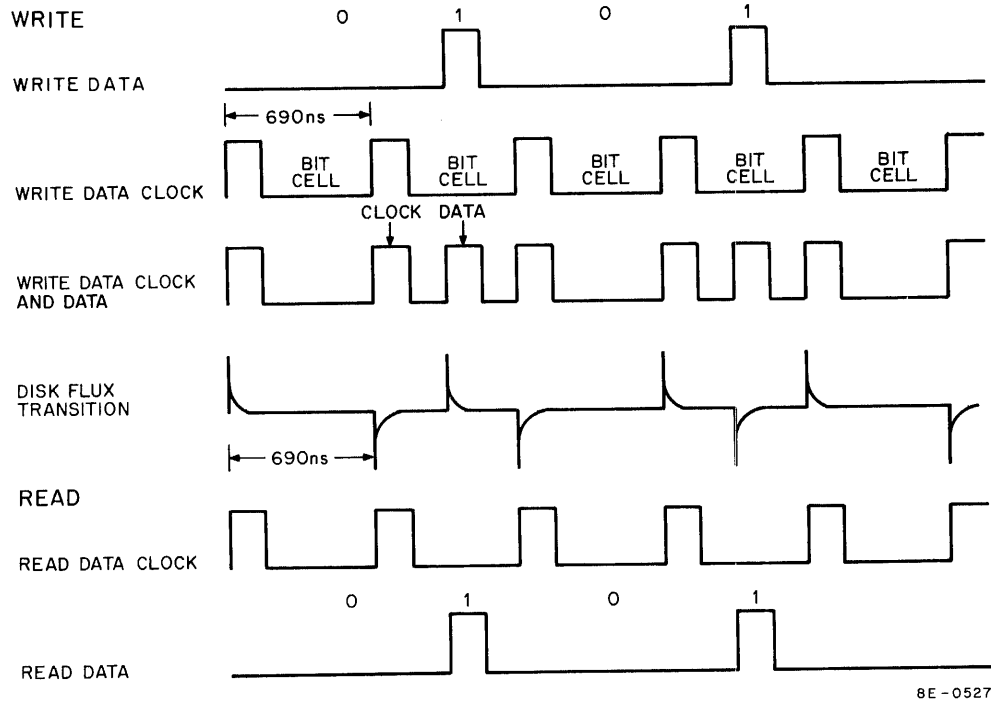 WRITE
0 1 0 1
WRITE DATA
690ns
WRITE DATA CLOCK
BIT CELL
BIT CELL
BIT CELL
BIT CELL
BIT CELL
CLOCK DATA
WRITE DATA CLOCK
AND DATA
DISK FLUX
TRANSITION
690ns
READ
READ DATA CLOCK
0 1 0 1
READ DATA
8E-0527